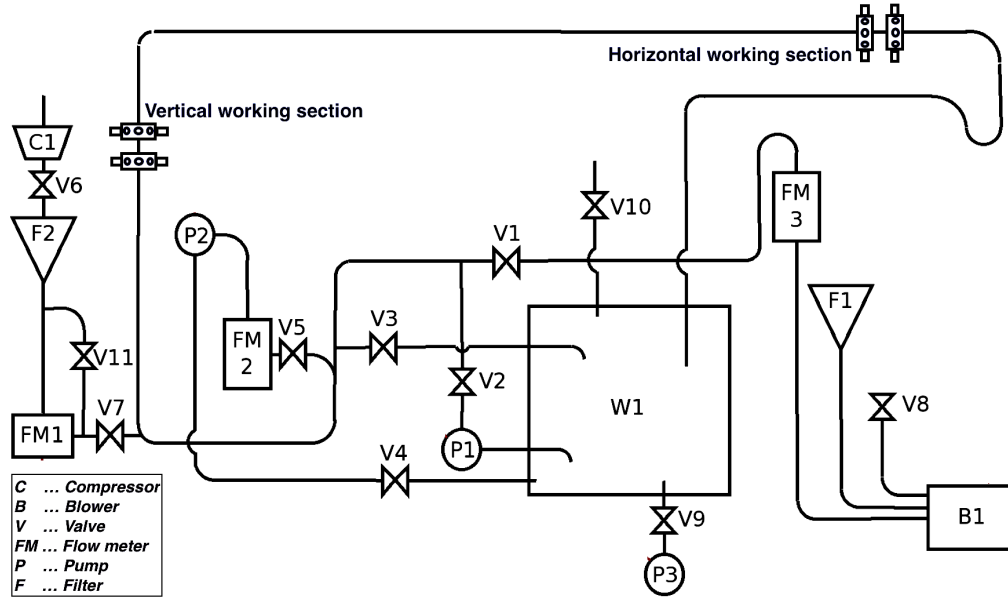 Horizontal working section
Vertical working section
C1
V6
F2
P2
V10
FM
3
V1
F1
FM
2
V5
V3
V11
V2
W1
V8
FM1
V7
P1
V4
V9
B1
P3
C ... Compressor
B ... Blower
V ... Valve
FM ... Flow meter
P ... Pump
F ... Filter